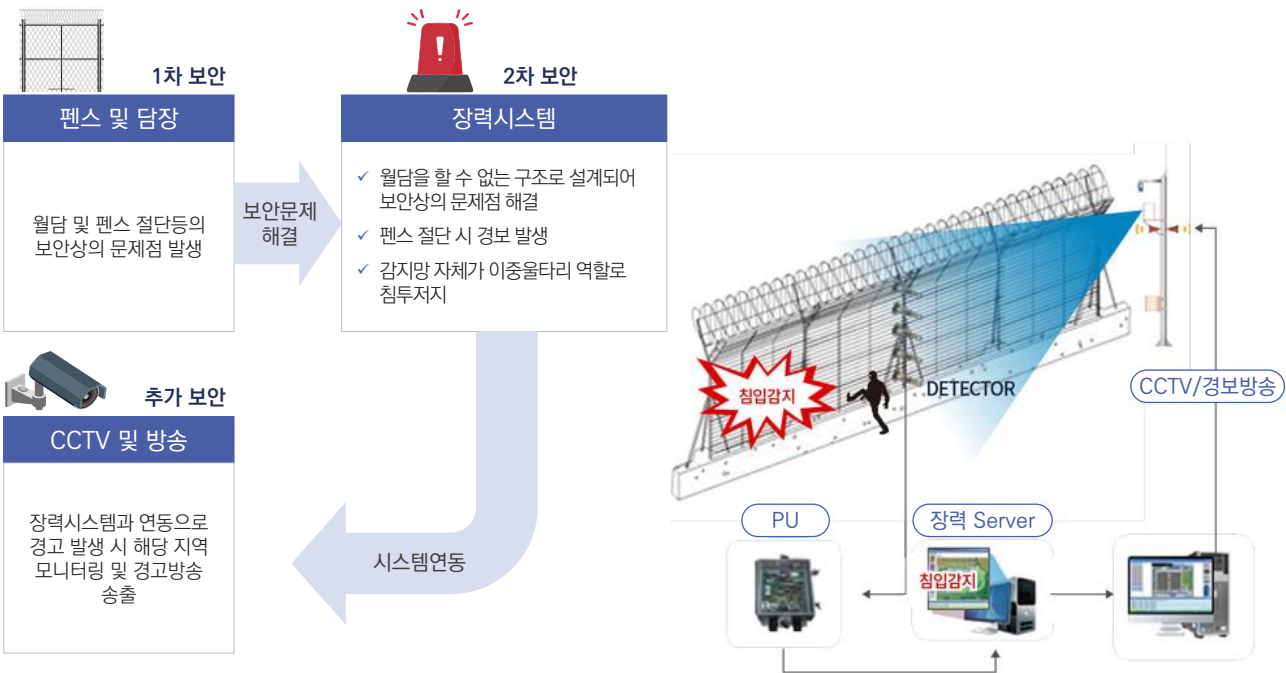 1차 보안
펜스 및 담장
월담 및 펜스 절단등의
보안상의 문제점 발생
보안문제
해결
2차 보안
장력시스템
✓ 월담을 할 수 없는 구조로 설계되어
보안상의 문제점 해결
✓ 펜스 절단 시 경보 발생
✓ 감지망 자체가 이중울타리 역할로
침투저지
추가 보안
CCTV 및 방송
장력시스템과 연동으로
경고 발생 시 해당 지역
모니터링 및 경고방송
송출
시스템연동
침입감지
DETECTOR
CCTV/경보방송
PU
장력 Server
침입감지